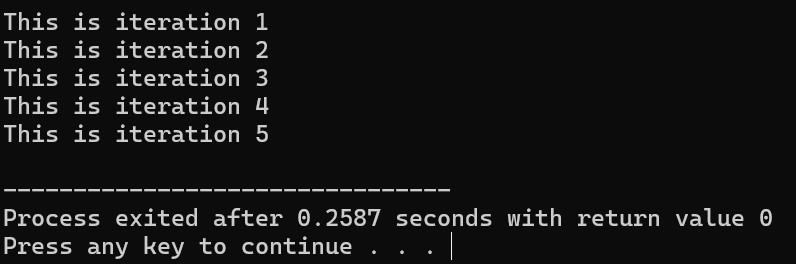 This is iteration 1
This is iteration 2
This is iteration 3
This is iteration 4
This is iteration 5
--------------------------------
Process exited after 0.2587 seconds with return value 0
Press any key to continue . . .